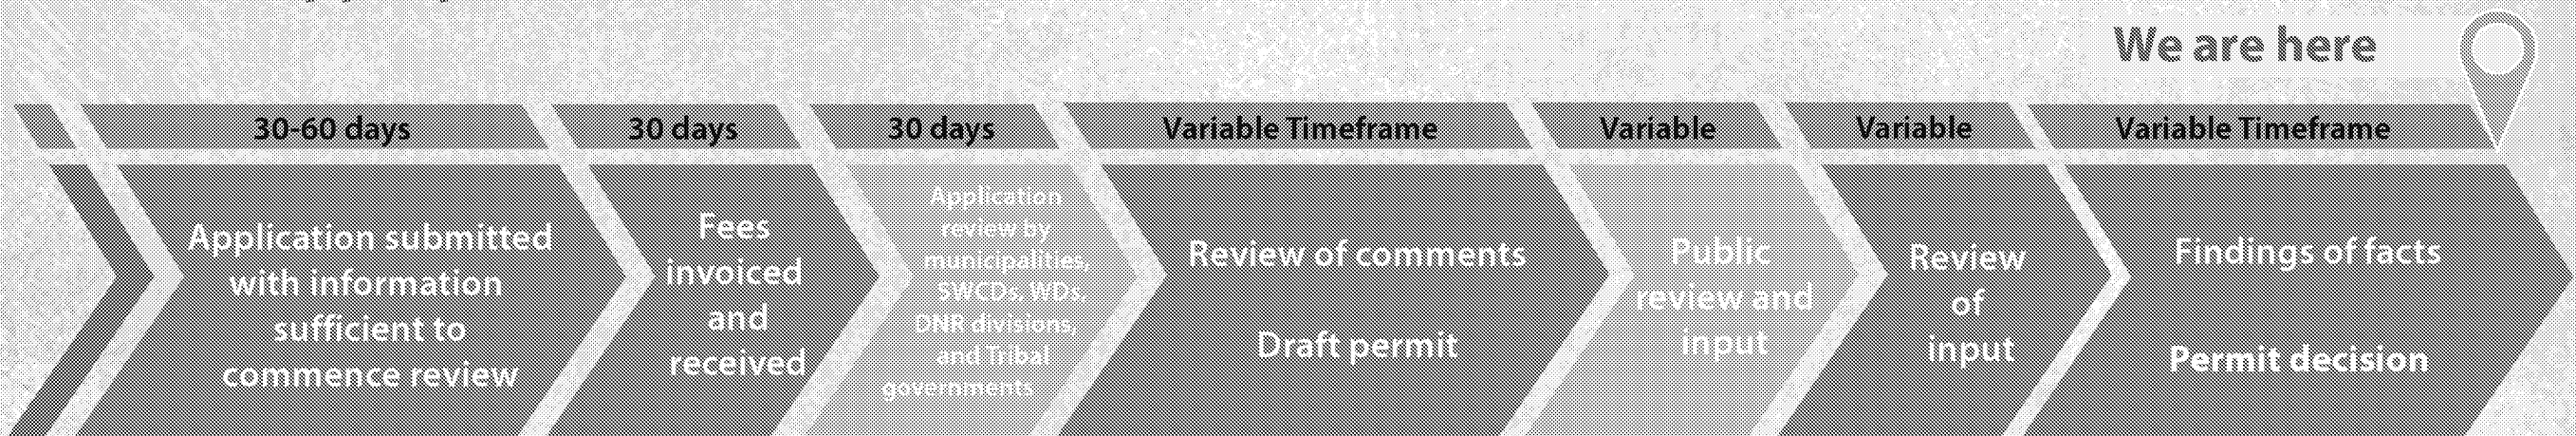 We are here
30-60 days
30 days
30 days
Variable Timeframe
Variable
Variable
Variable Timeframe
Application submitted
with information
sufficient to
commence review
Fees
invoiced
and
received
Application
review by
municipalities,
SWCDs, WDs,
DNR divisions,
and Tribal
governments
Review of comments
Draft permit
Public
review and
input
Review
of
input
Findings of facts
Permit decision